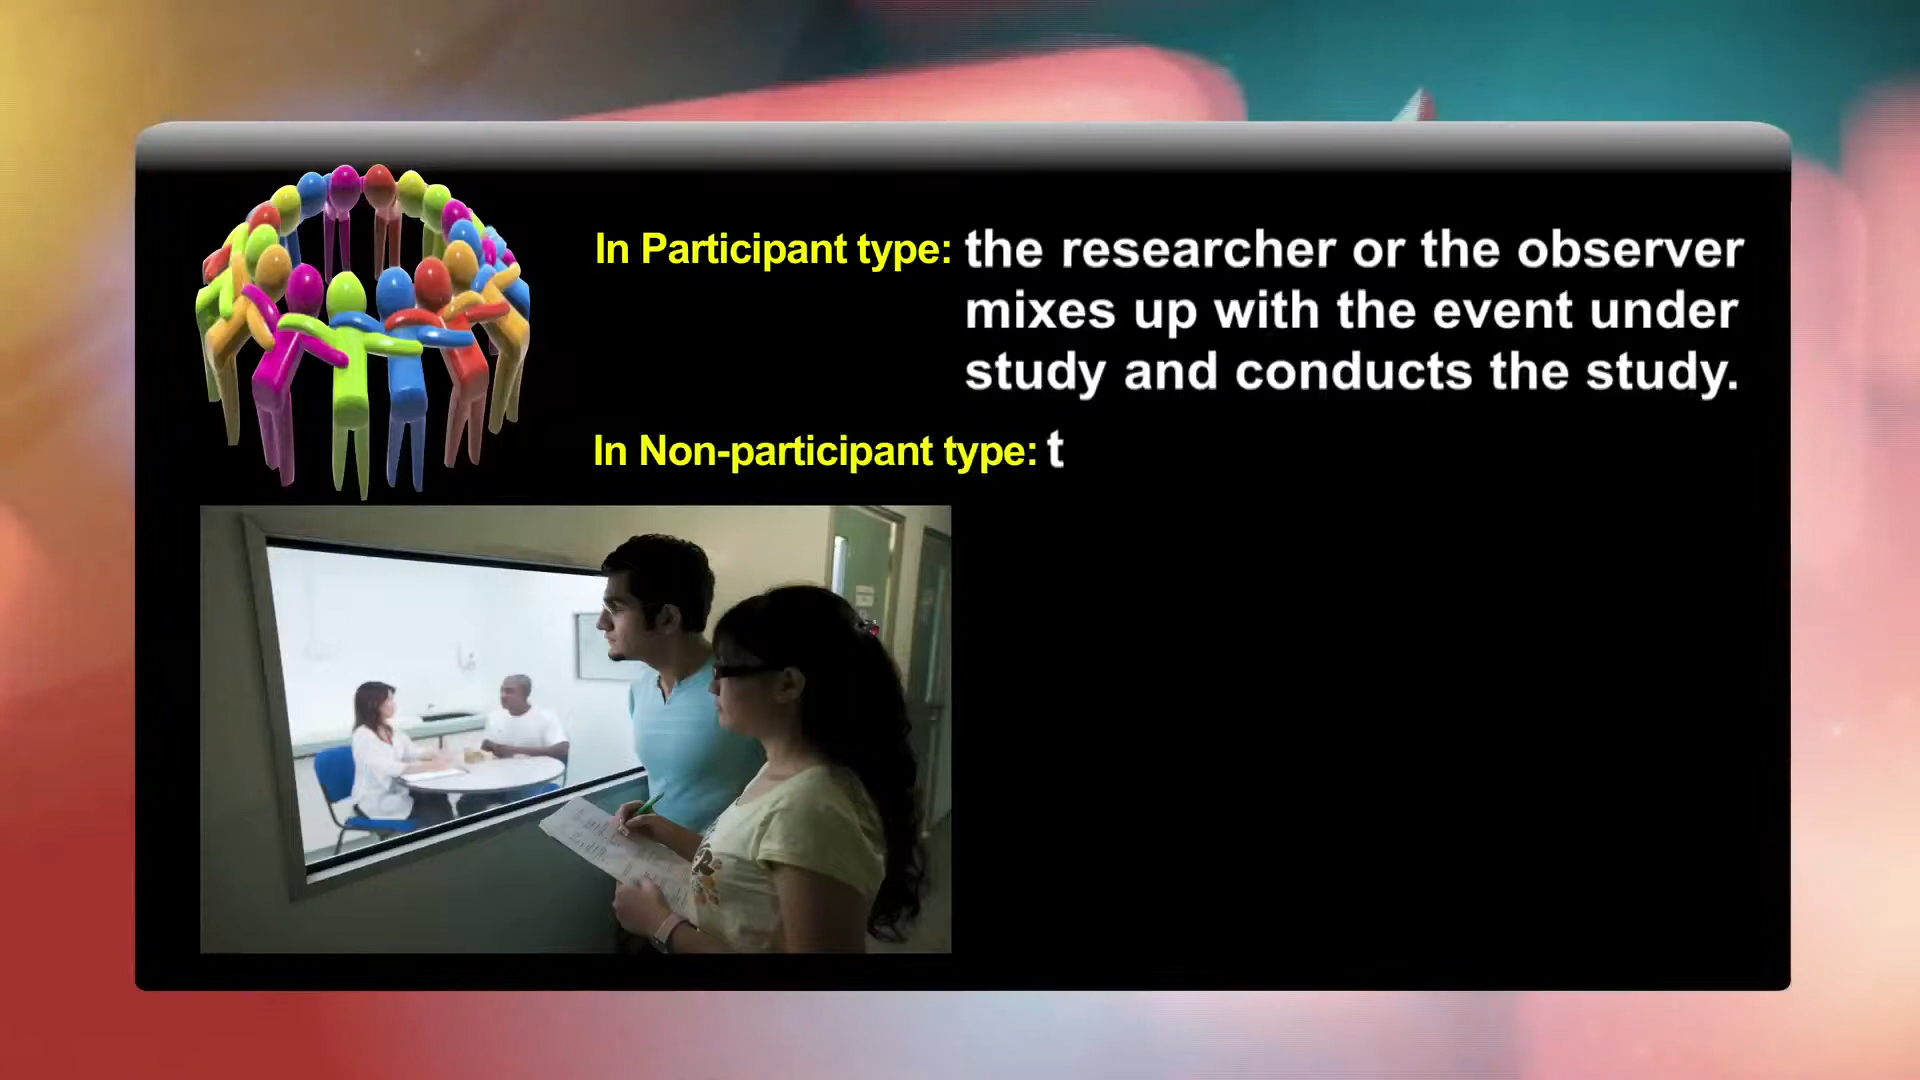 In Participant type: the researcher or the observer
mixes up with the event under
study and conducts the study.
In Non-participant type: t